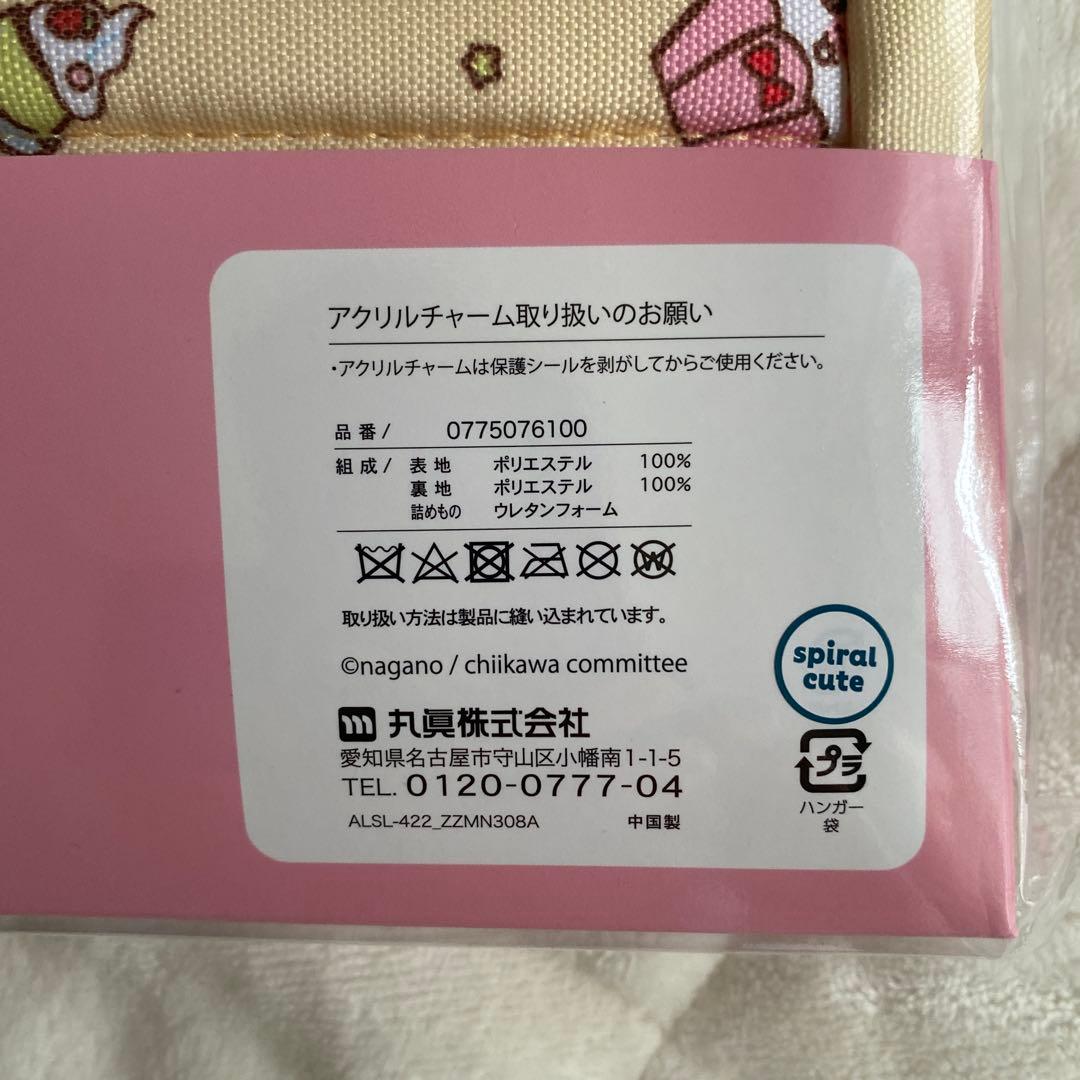 アクリルチャーム取り扱いのお願い
・アクリルチャームは保護シールを剥がしてからご使用ください。
品番/ 0775076100
組成/ 表地 ポリエステル 100%
裏地 ポリエステル 100%
詰めもの ウレタンフォーム
W
取り扱い方法は製品に縫い込まれています。
©nagano / chiikawa committee
丸眞株式会社
愛知県名古屋市守山区小幡南1-1-5
TEL. 0120-0777-04
ALSL-422_ZZMN308A 中国製
spiral
cute
プラ
ハンガー
袋